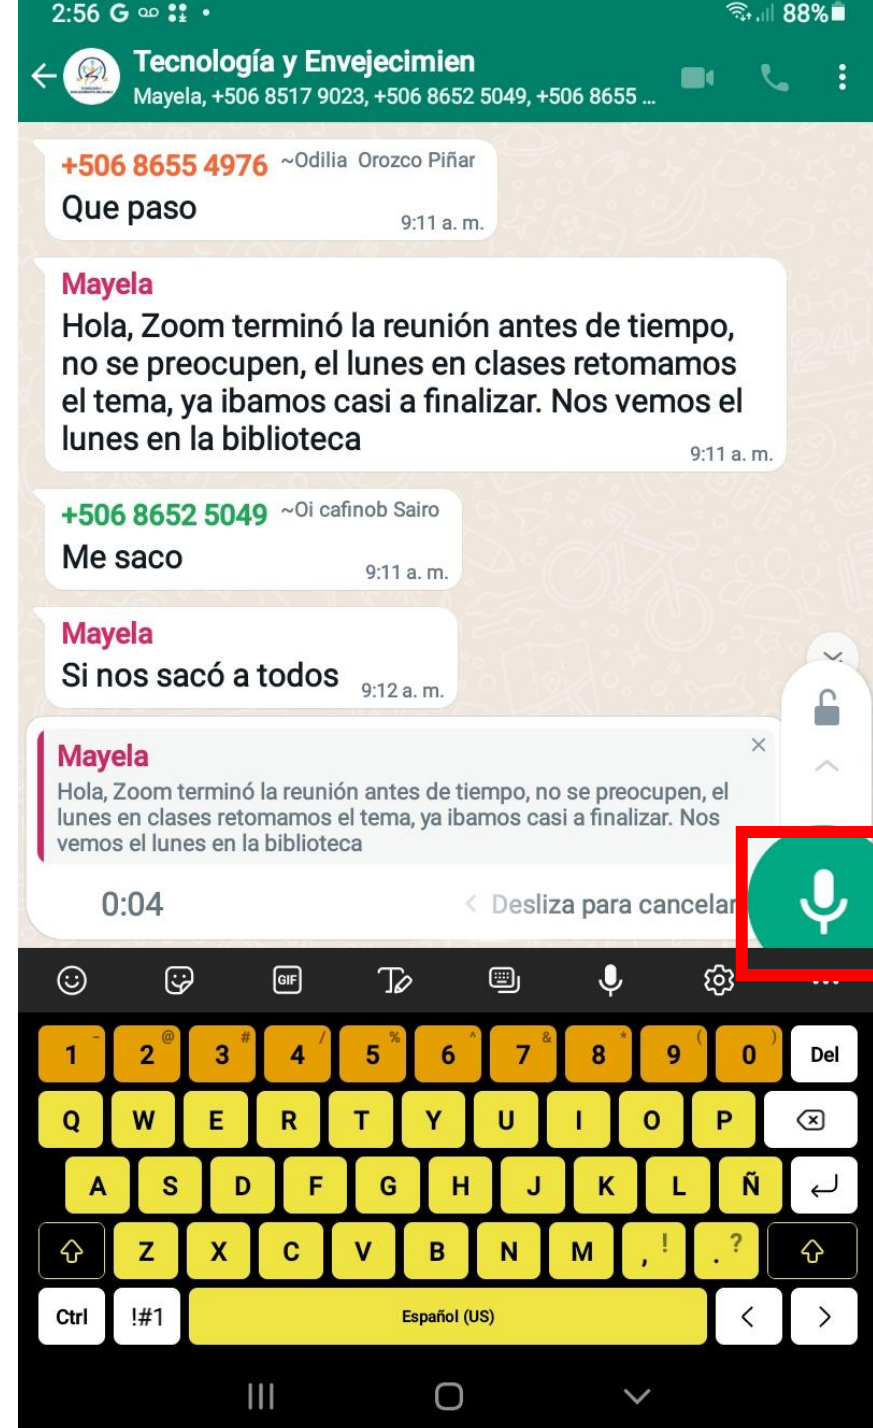 2:56 G
88%
Tecnología y Envejecimien
Mayela, +506 8517 9023, +506 8652 5049, +506 8655 ...
+506 8655 4976 ~Odilia Orozco Piñar
Que paso
9:11 a. m.
Mayela
Hola, Zoom terminó la reunión antes de tiempo,
no se preocupen, el lunes en clases retomamos
el tema, ya ibamos casi a finalizar. Nos vemos el
lunes en la biblioteca
9:11 a. m.
+506 8652 5049 ~Oi cafinob Sairo
Me saco
9:11 a. m.
Mayela
Si nos sacó a todos
9:12 a. m.
Mayela
Hola, Zoom terminó la reunión antes de tiempo, no se preocupen, el
lunes en clases retomamos el tema, ya ibamos casi a finalizar. Nos
vemos el lunes en la biblioteca
0:04
< Desliza para cancelar
GIF
1 - 2 @ 3 # 4 / 5 % 6 ^ 7 & 8 * 9 ( 0 ) Del
Q W E R T Y U I O P
A S D F G H J K L Ñ
Z X C V B N M , ! . ?
Ctrl !#1 Español (US) < >